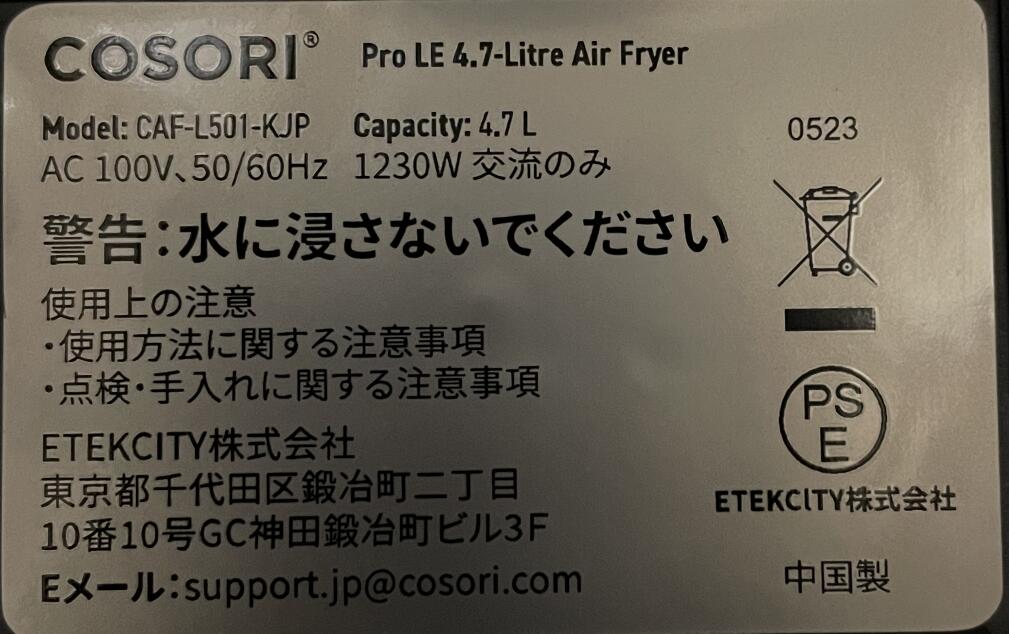 COSORI® Pro LE 4.7-Litre Air Fryer
Model: CAF-L501-KJP Capacity: 4.7 L
AC 100V、50/60Hz 1230W 交流のみ
警告：水に浸さないでください
使用上の注意
・使用方法に関する注意事項
・点検・手入れに関する注意事項
ETEKCITY株式会社
東京都千代田区鍛冶町二丁目
10番10号GC神田鍛冶町ビル3F
Eメール：support.jp@cosori.com
0523
PS
E
ETEKCITY株式会社
中国製